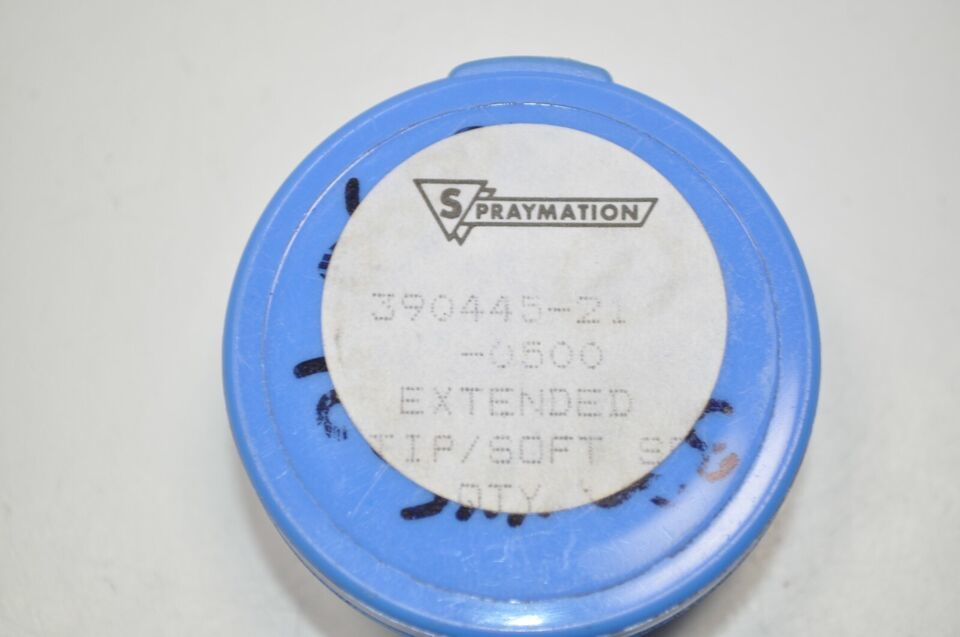 SPRAYMATION
390445-21
-0500
EXTENDED
TIP/SOFT
QTY